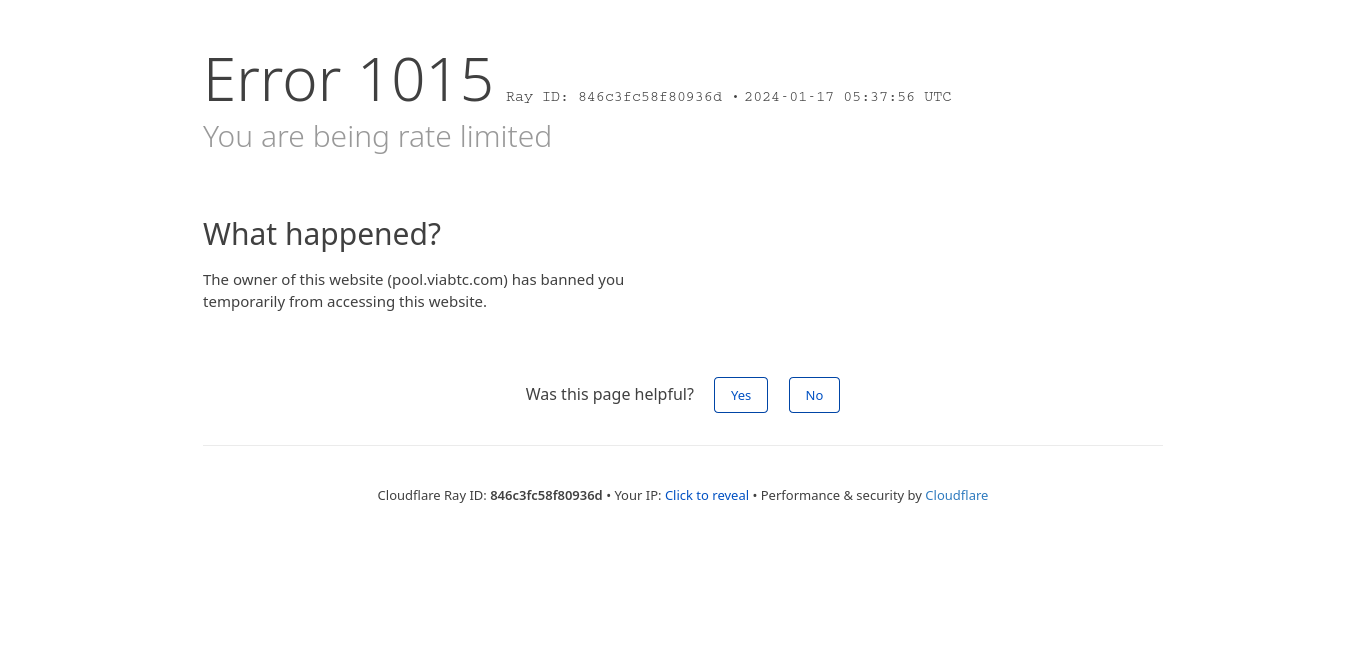 Error 1015 Ray ID: 846c3fc58f80936d • 2024-01-17 05:37:56 UTC
You are being rate limited
What happened?
The owner of this website (pool.viabtc.com) has banned you
temporarily from accessing this website.
Was this page helpful? Yes No
Cloudflare Ray ID: 846c3fc58f80936d • Your IP: Click to reveal • Performance & security by Cloudflare